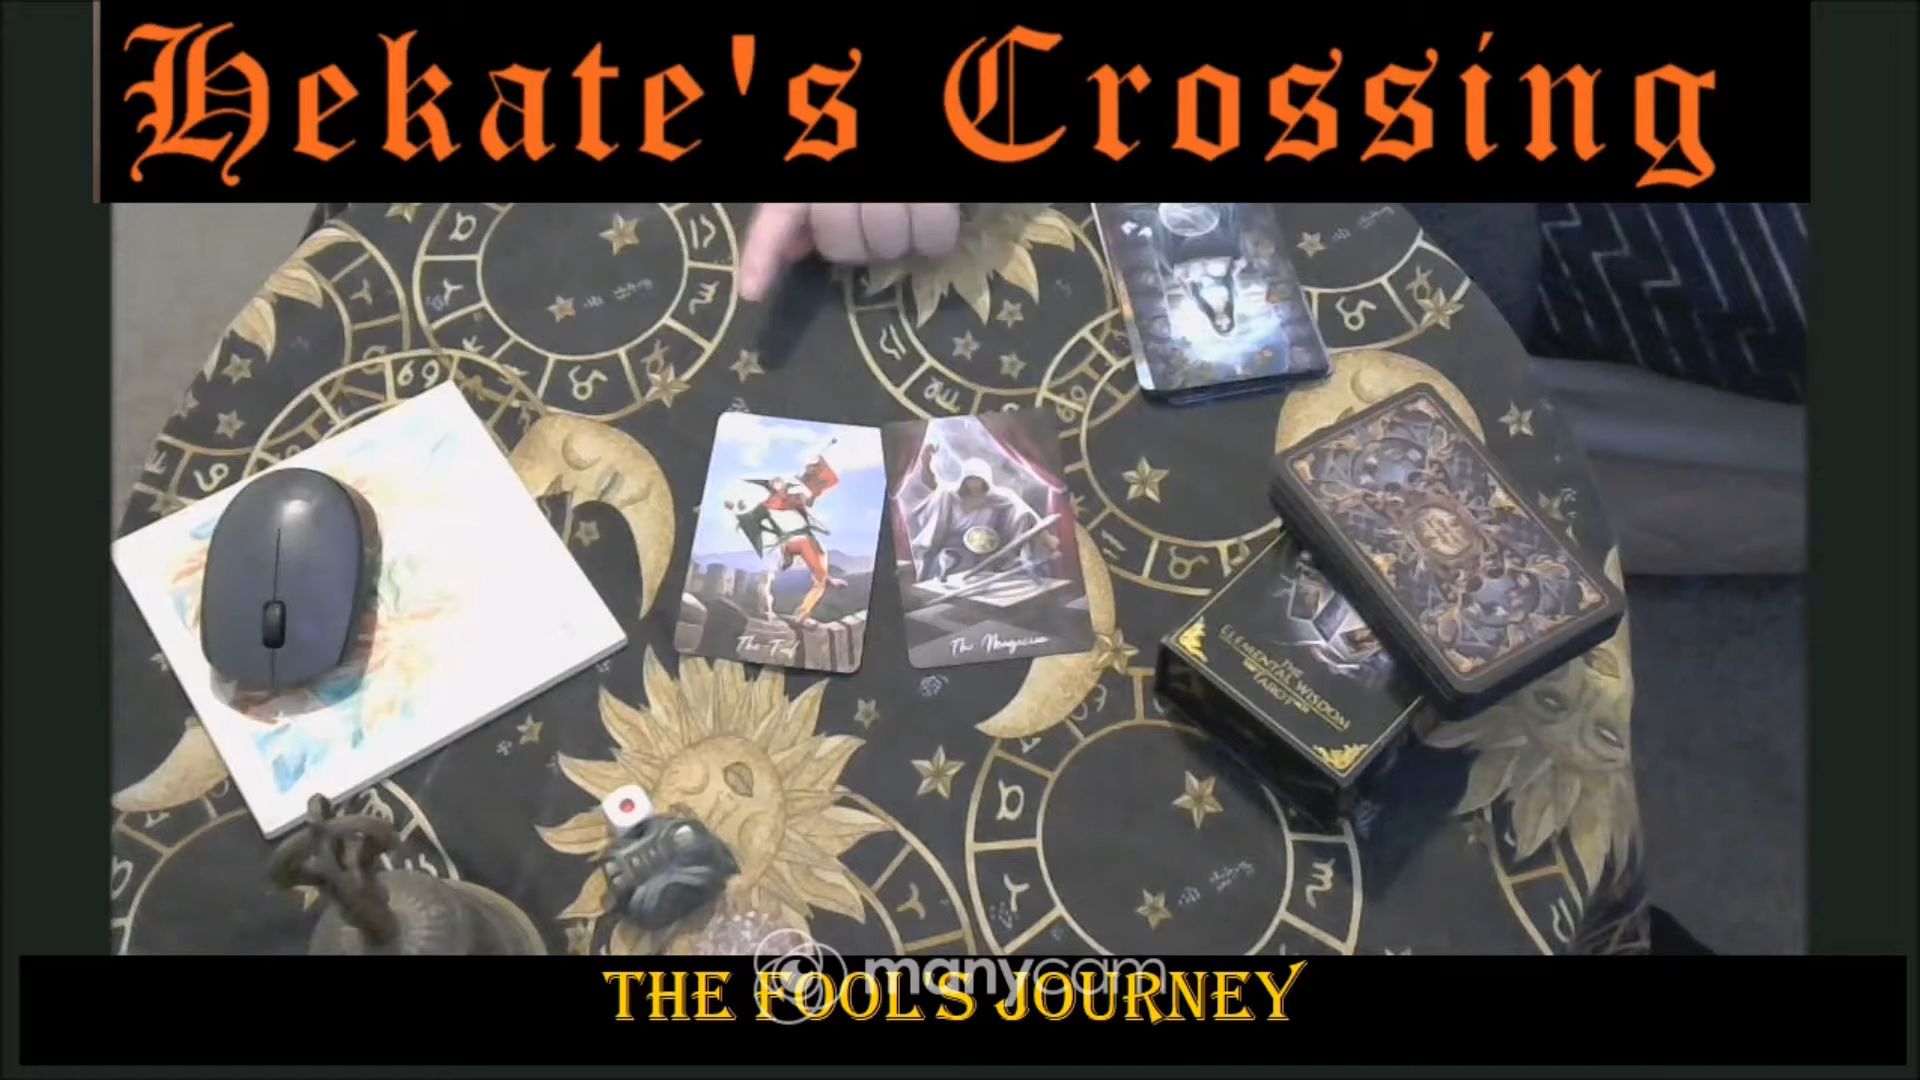 Hekate's Crossing
The Fool
The Magician
THE
ELEMENTAL WISDOM
TAROT
manycam
THE FOOL'S JOURNEY